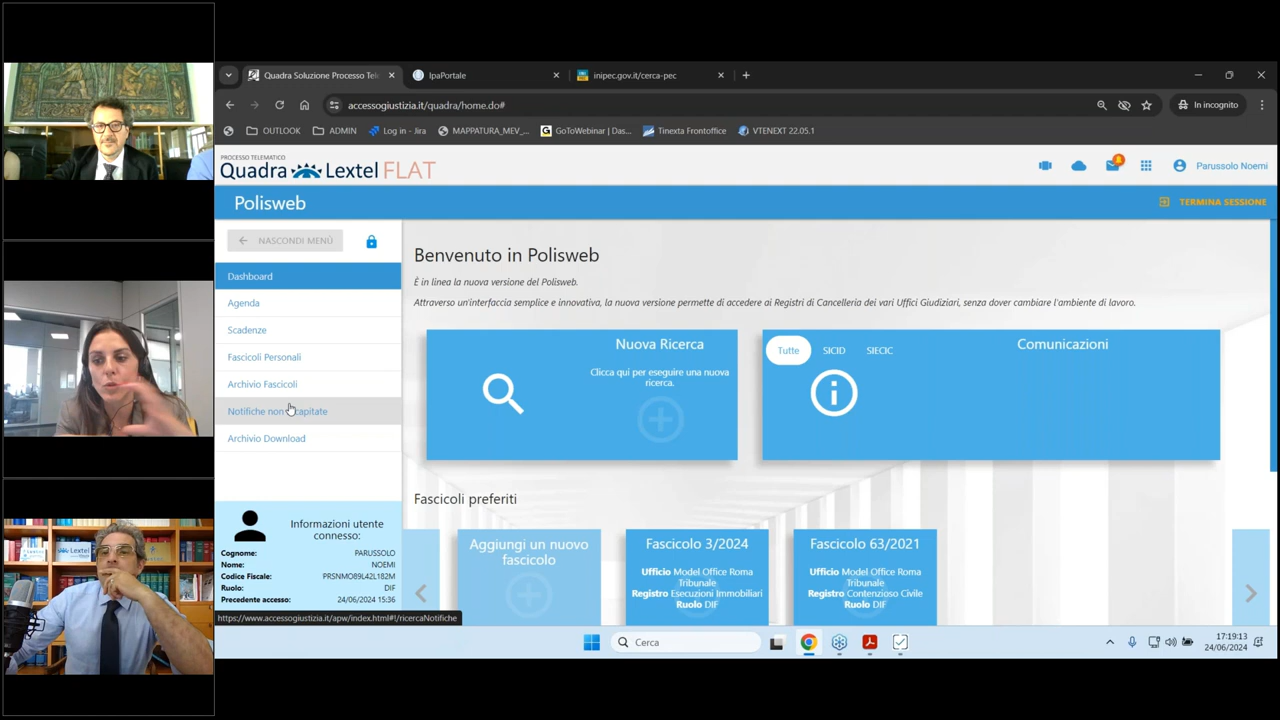 Quadra Soluzione Processo Tele
IpaPortale
inipec.gov.it/cerca-pec
accessogiustizia.it/quadra/home.do#
In incognito
OUTLOOK
ADMIN
Log in - Jira
MAPPATURA_MEV_...
GoToWebinar | Das...
Tinexta Frontoffice
VTENEXT 22.05.1
PROCESSO TELEMATICO
Quadra Lextel FLAT
Parussolo Noemi
Polisweb
TERMINA SESSIONE
NASCONDI MENÙ
Dashboard
Agenda
Scadenze
Fascicoli Personali
Archivio Fascicoli
Notifiche non capitate
Archivio Download
Informazioni utente
connesso:
Cognome: PARUSSOLO
Nome: NOEMI
Codice Fiscale: PRSNMO89L42L182M
Ruolo: DIF
Precedente accesso: 24/06/2024 15:36
Benvenuto in Polisweb
È in linea la nuova versione del Polisweb.
Attraverso un'interfaccia semplice e innovativa, la nuova versione permette di accedere ai Registri di Cancelleria dei vari Uffici Giudiziari, senza dover cambiare l'ambiente di lavoro.
Nuova Ricerca
Clicca qui per eseguire una nuova
ricerca.
Tutte
SICID
SIECIC
Comunicazioni
Fascicoli preferiti
Aggiungi un nuovo
fascicolo
Fascicolo 3/2024
Ufficio Model Office Roma
Tribunale
Registro Esecuzioni Immobiliari
Ruolo DIF
Fascicolo 63/2021
Ufficio Model Office Roma
Tribunale
Registro Contenzioso Civile
Ruolo DIF
https://www.accessogiustizia.it/apw/index.html#!/ricercaNotifiche
Cerca
17:19:13
24/06/2024
Lextel